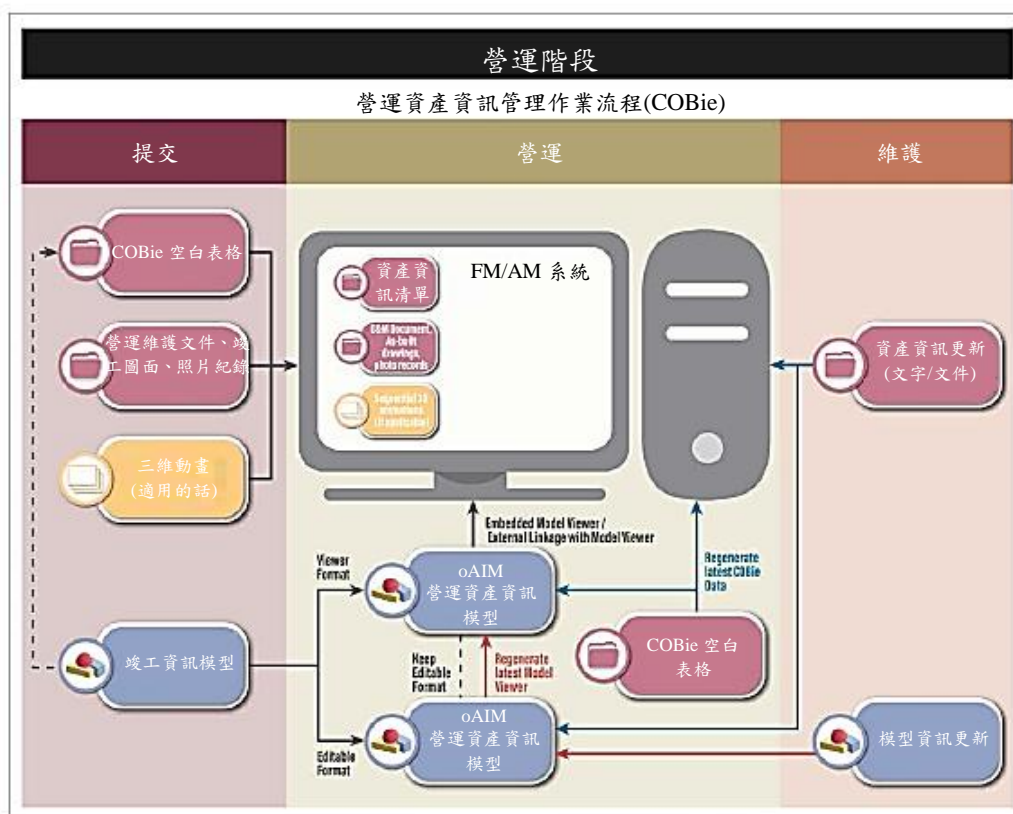 營運階段
營運資產資訊管理作業流程(COBie)
提交
營運
維護
COBie 空白表格
營運維護文件、竣
工圖面、照片紀錄
三維動畫
(適用的話)
竣工資訊模型
資產資
訊清單
FM/AM 系統
O&M Document,
As-built
drawings,
photo records
Embedded Model Viewer /
External Linkage with Model Viewer
Viewer
Format
oAIM
營運資產資訊
模型
Regenerate
latest COBie
Data
Keep
Editable
Format
Regenerate
latest Model
Viewer
COBie 空白
表格
Editable
Format
oAIM
營運資產資訊
模型
資產資訊更新
(文字/文件)
模型資訊更新